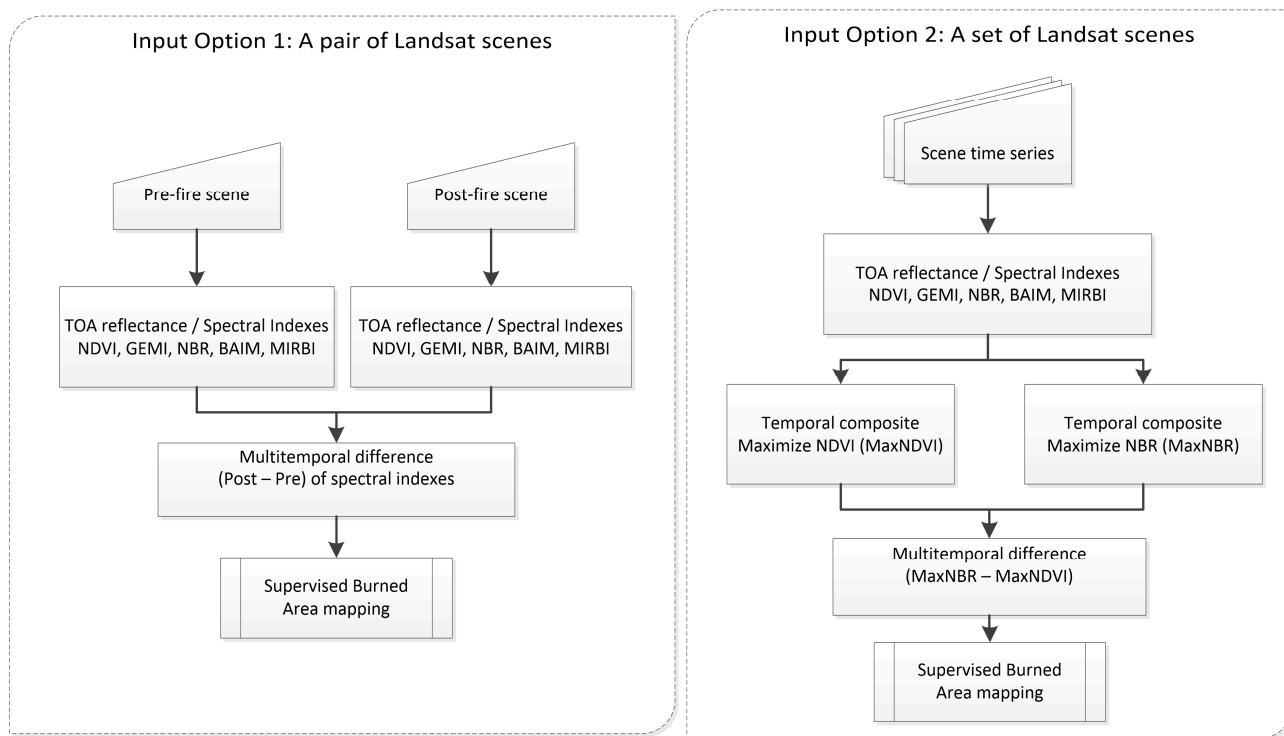 Input Option 1: A pair of Landsat scenes
Pre-fire scene
Post-fire scene
TOA reflectance / Spectral Indexes
NDVI, GEMI, NBR, BAIM, MIRBI
TOA reflectance / Spectral Indexes
NDVI, GEMI, NBR, BAIM, MIRBI
Multitemporal difference
(Post – Pre) of spectral indexes
Supervised Burned
Area mapping
Input Option 2: A set of Landsat scenes
Scene time series
TOA reflectance / Spectral Indexes
NDVI, GEMI, NBR, BAIM, MIRBI
Temporal composite
Maximize NDVI (MaxNDVI)
Temporal composite
Maximize NBR (MaxNBR)
Multitemporal difference
(MaxNBR – MaxNDVI)
Supervised Burned
Area mapping